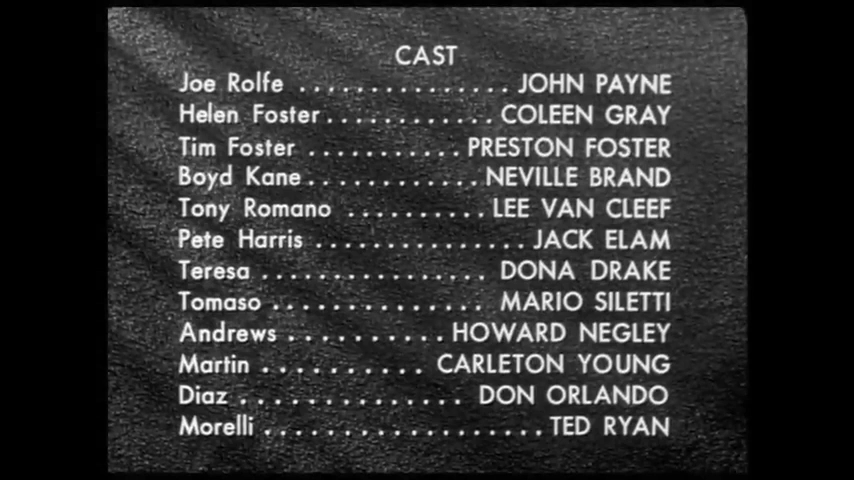 CAST
Joe Rolfe ............... JOHN PAYNE
Helen Foster............ COLEEN GRAY
Tim Foster ........... PRESTON FOSTER
Boyd Kane............ NEVILLE BRAND
Tony Romano .......... LEE VAN CLEEF
Pete Harris ............... JACK ELAM
Teresa ................ DONA DRAKE
Tomaso ............... MARIO SILETTI
Andrews ........... HOWARD NEGLEY
Martin ........... CARLETON YOUNG
Diaz ................ DON ORLANDO
Morelli ................... TED RYAN